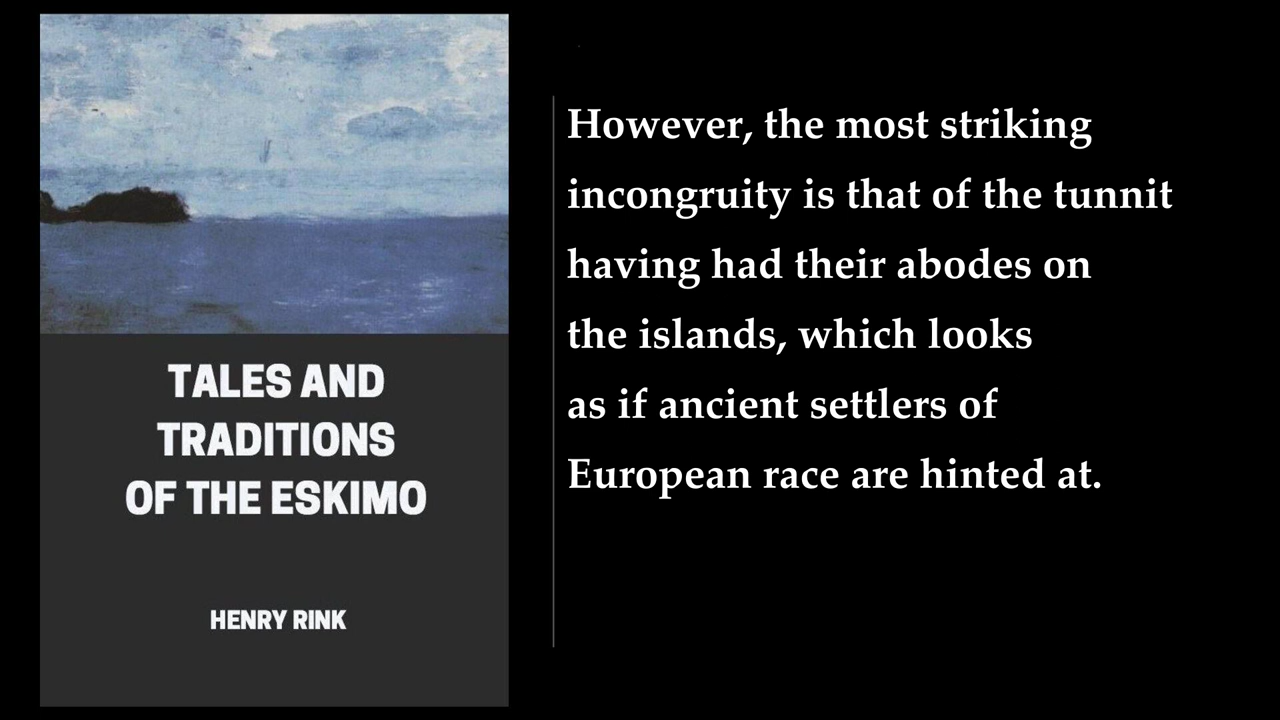 TALES AND
TRADITIONS
OF THE ESKIMO
HENRY RINK
However, the most striking
incongruity is that of the tunnit
having had their abodes on
the islands, which looks
as if ancient settlers of
European race are hinted at.